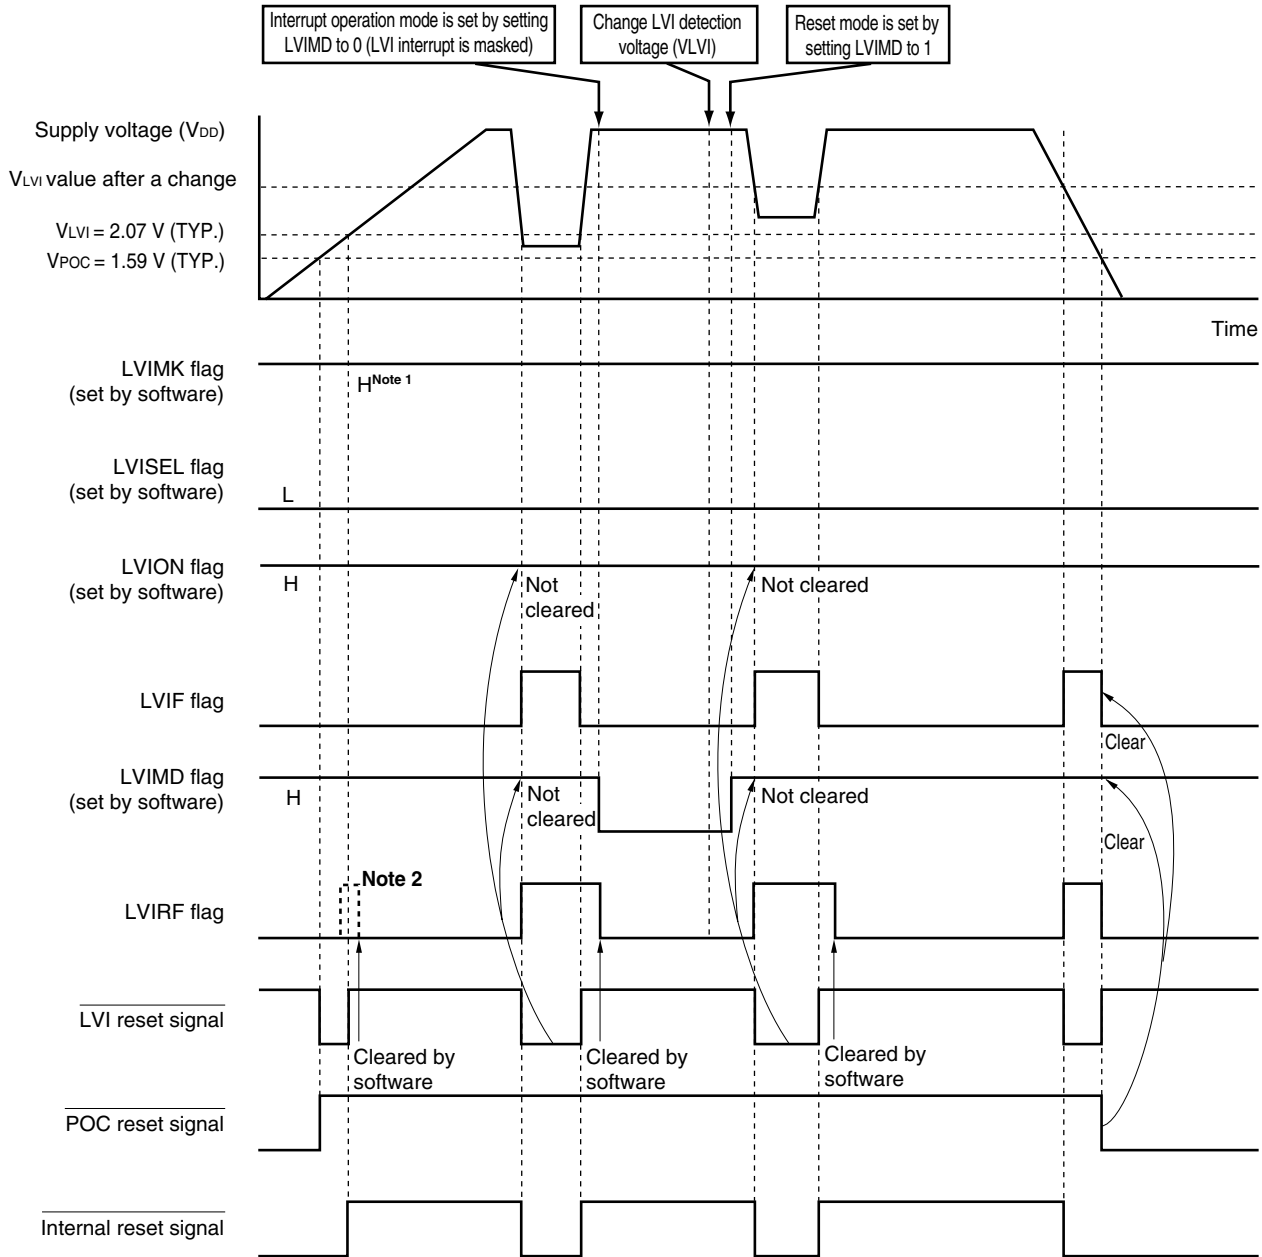 Interrupt operation mode is set by setting
LVIMD to 0 (LVI interrupt is masked)
Change LVI detection
voltage (VLVI)
Reset mode is set by
setting LVIMD to 1
Supply voltage (VDD)
VLVI value after a change
VLVI = 2.07 V (TYP.)
VPOC = 1.59 V (TYP.)
Time
LVIMK flag
(set by software)
H Note 1
LVISEL flag
(set by software)
L
LVION flag
(set by software)
H
Not
cleared
Not cleared
LVIF flag
Clear
LVIMD flag
(set by software)
H
Not
cleared
Not cleared
Clear
Note 2
LVIRF flag
LVI reset signal
Cleared by
software
Cleared by
software
Cleared by
software
POC reset signal
Internal reset signal